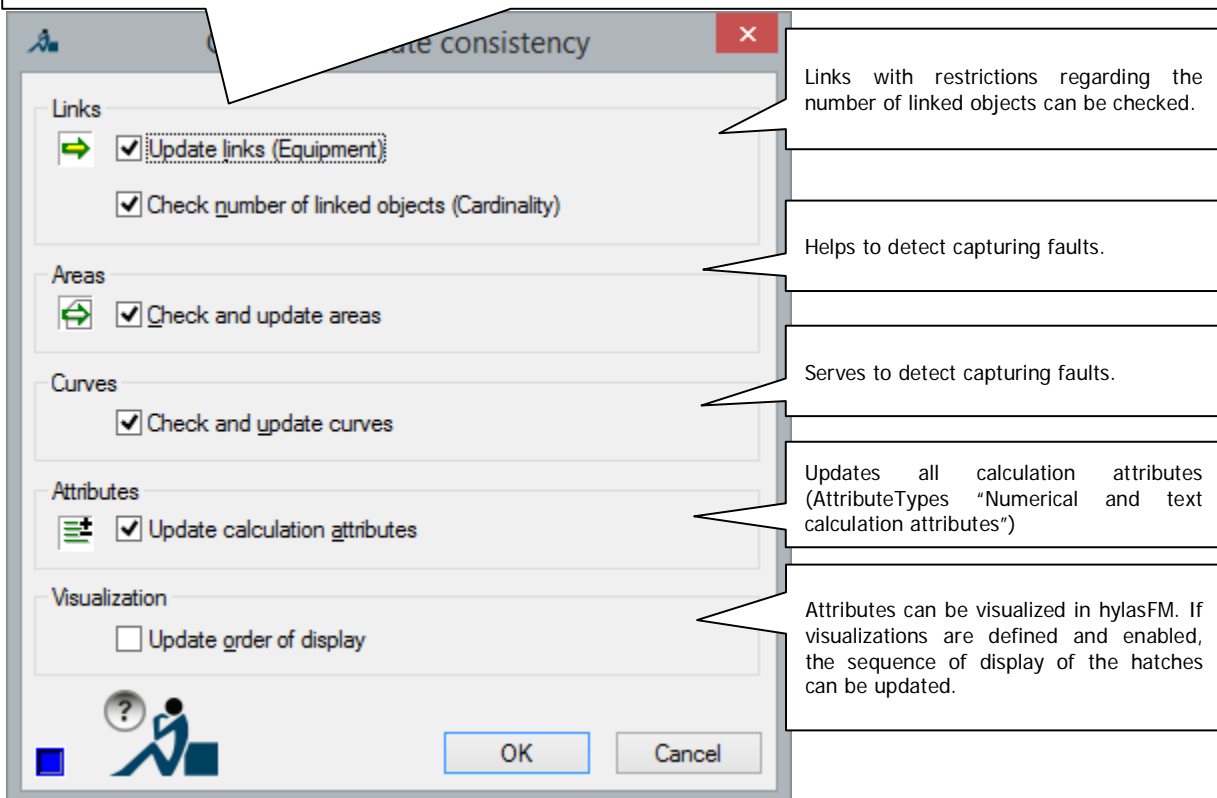 consistency
Links with restrictions regarding the
number of linked objects can be checked.
Links
Update links (Equipment)
Check number of linked objects (Cardinality)
Helps to detect capturing faults.
Areas
Check and update areas
Serves to detect capturing faults.
Curves
Check and update curves
Updates all calculation attributes
(AttributeTypes “Numerical and text
calculation attributes”)
Attributes
Update calculation attributes
Attributes can be visualized in hylasFM. If
visualizations are defined and enabled,
the sequence of display of the hatches
can be updated.
Visualization
Update order of display
?
OK Cancel